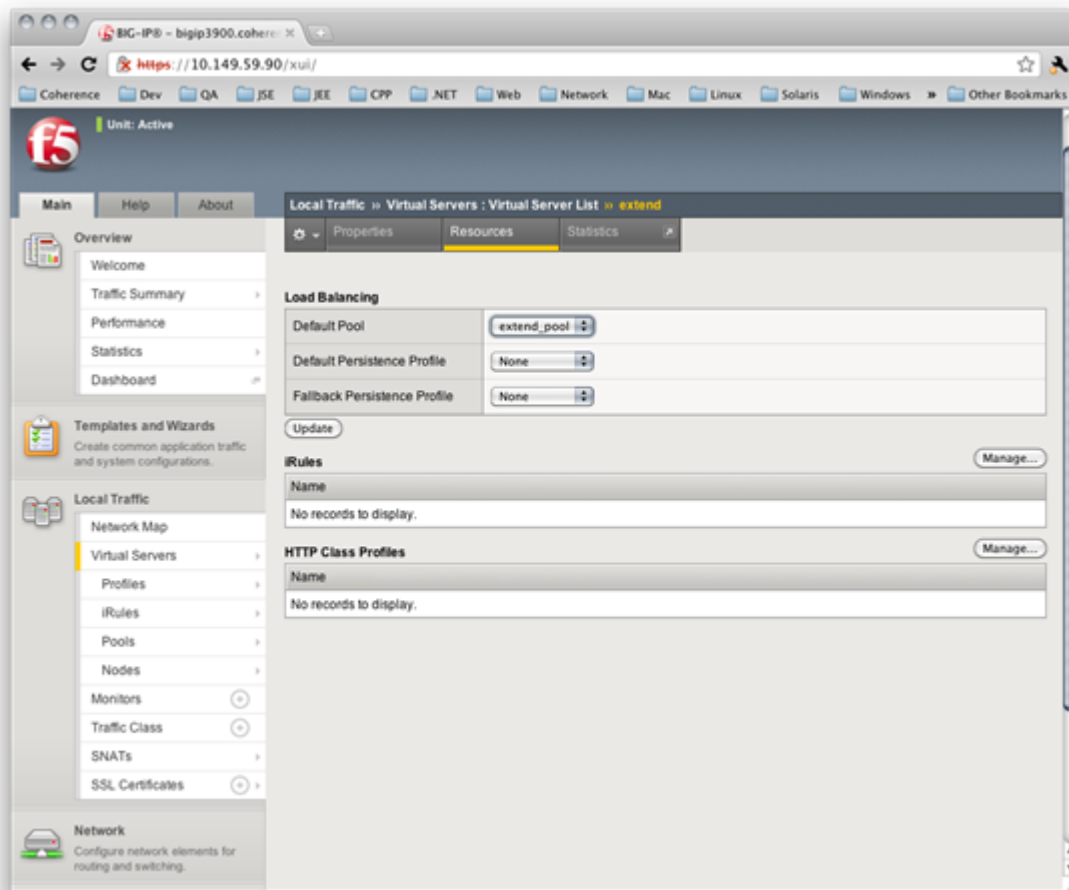 BIG-IP® - bigip3900.cohere
https://10.149.59.90/xui/
Coherence Dev QA JSE JEE CPP .NET Web Network Mac Linux Solaris Windows » Other Bookmarks
f5
Unit: Active
Main Help About
Local Traffic » Virtual Servers : Virtual Server List » extend
Properties Resources Statistics
Overview
Welcome
Traffic Summary
Performance
Statistics
Dashboard
Templates and Wizards
Create common application traffic
and system configurations.
Local Traffic
Network Map
Virtual Servers
Profiles
iRules
Pools
Nodes
Monitors
Traffic Class
SNATs
SSL Certificates
Network
Configure network elements for
routing and switching.
Load Balancing
Default Pool extend_pool
Default Persistence Profile None
Fallback Persistence Profile None
Update
iRules Manage...
Name
No records to display.
HTTP Class Profiles Manage...
Name
No records to display.